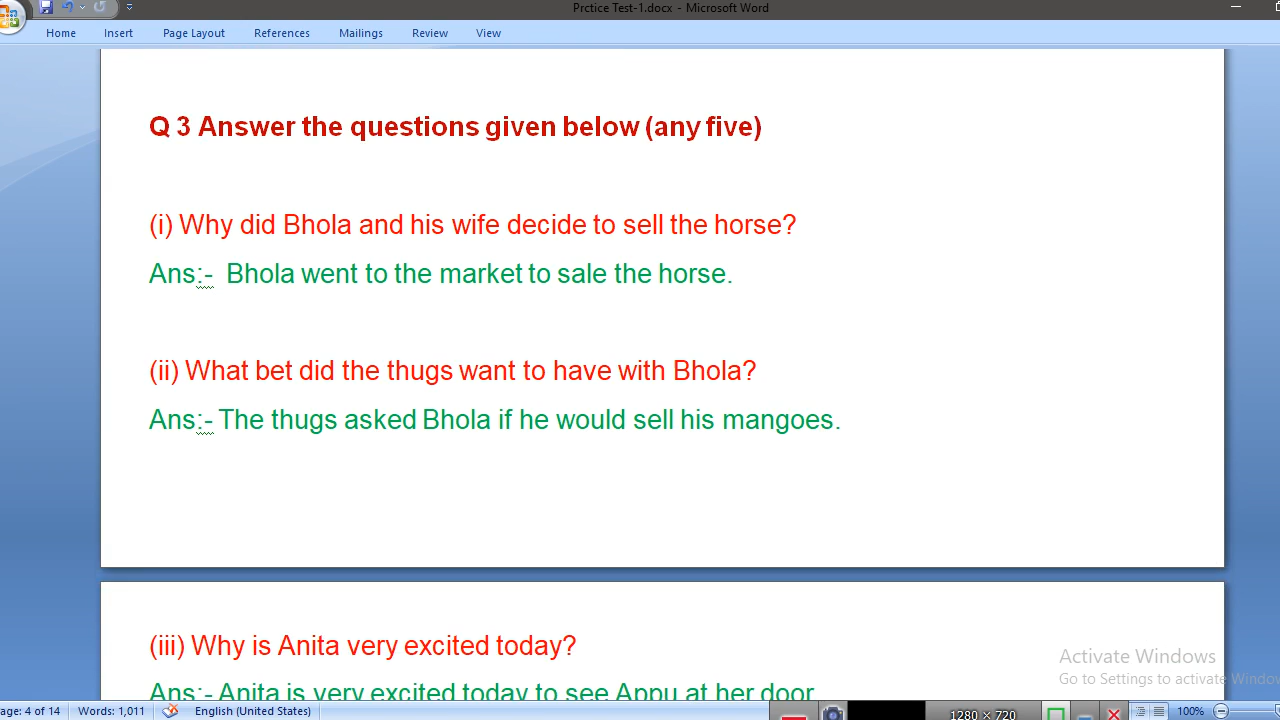 Prctice Test-1.docx - Microsoft Word
Home Insert Page Layout References Mailings Review View
Q 3 Answer the questions given below (any five)
(i) Why did Bhola and his wife decide to sell the horse?
Ans:- Bhola went to the market to sale the horse.
(ii) What bet did the thugs want to have with Bhola?
Ans:- The thugs asked Bhola if he would sell his mangoes.
(iii) Why is Anita very excited today?
Ans:- Anita is very excited today to see Appu at her door
Activate Windows
Go to Settings to activate Window
age: 4 of 14 Words: 1,011 English (United States) 1280 × 720 100%